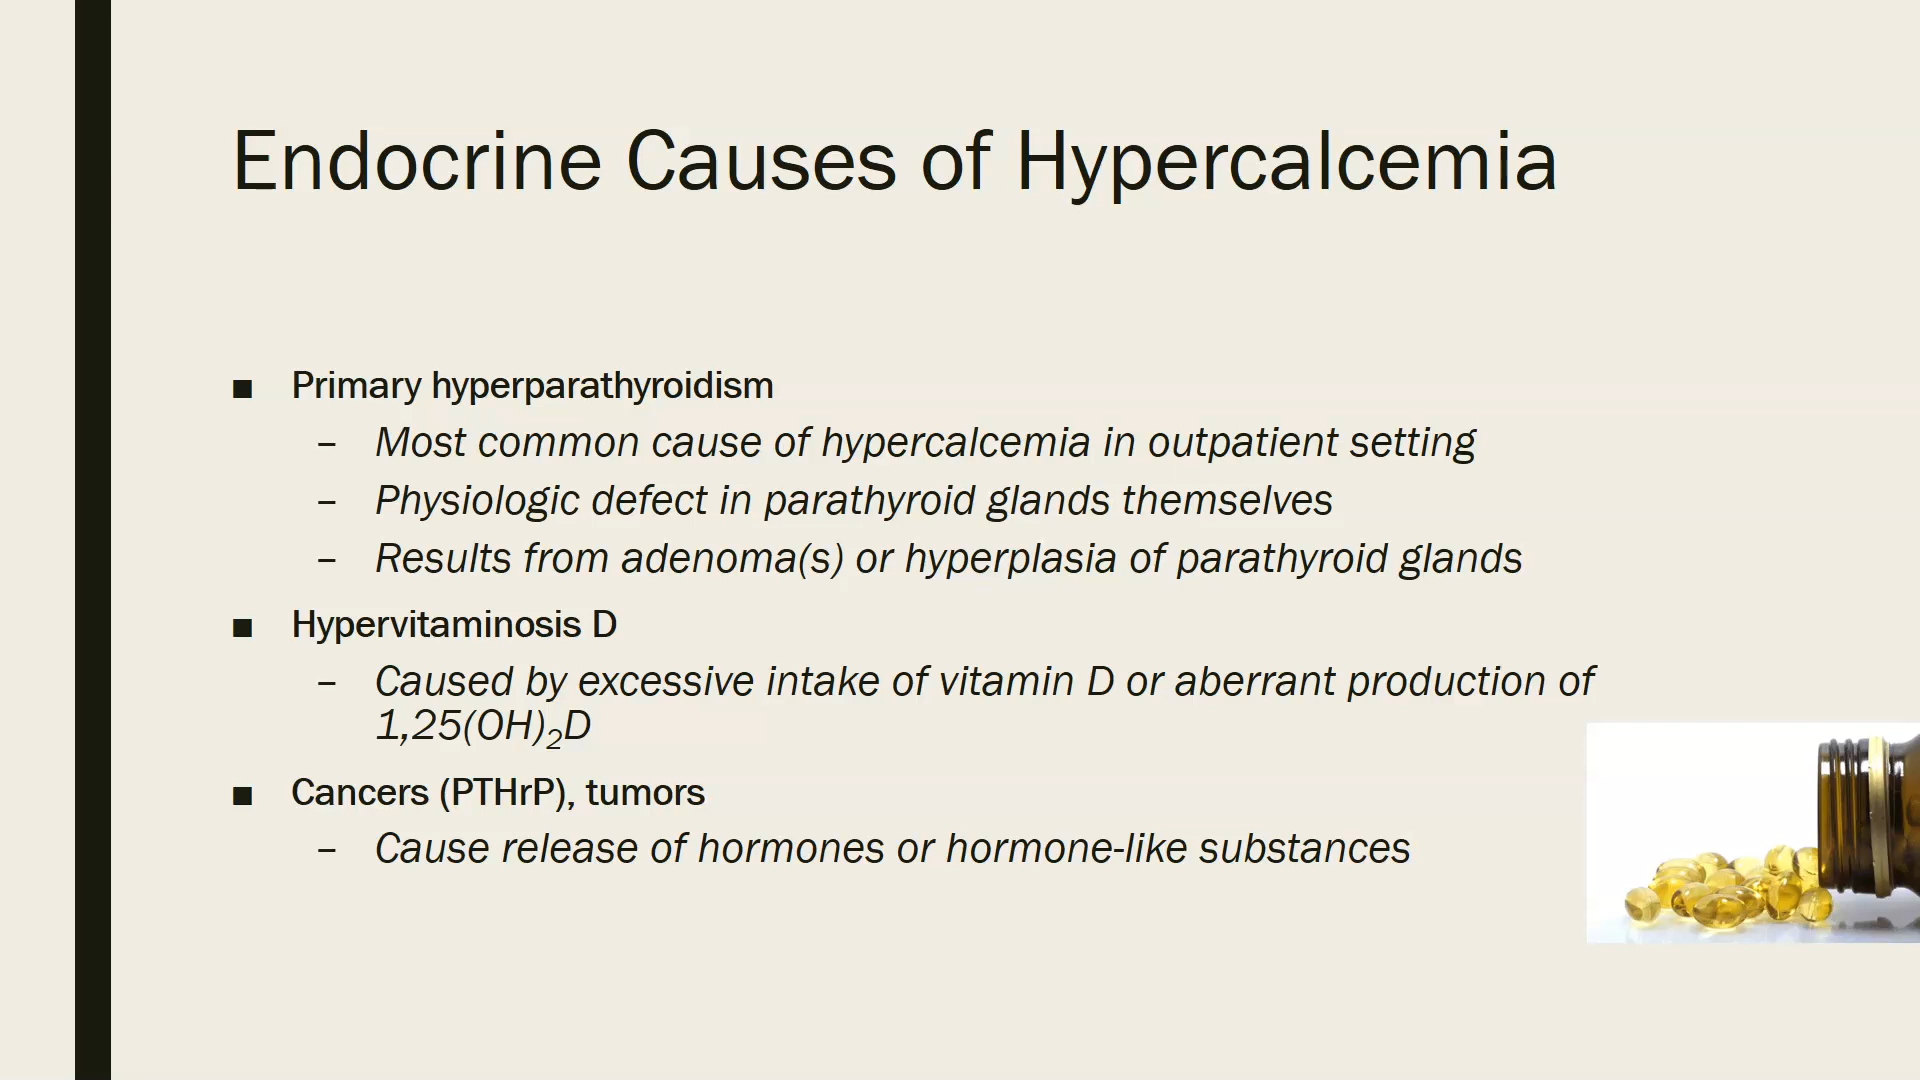 Endocrine Causes of Hypercalcemia
■ Primary hyperparathyroidism
– Most common cause of hypercalcemia in outpatient setting
– Physiologic defect in parathyroid glands themselves
– Results from adenoma(s) or hyperplasia of parathyroid glands
■ Hypervitaminosis D
– Caused by excessive intake of vitamin D or aberrant production of
1,25(OH)₂D
■ Cancers (PTHrP), tumors
– Cause release of hormones or hormone-like substances